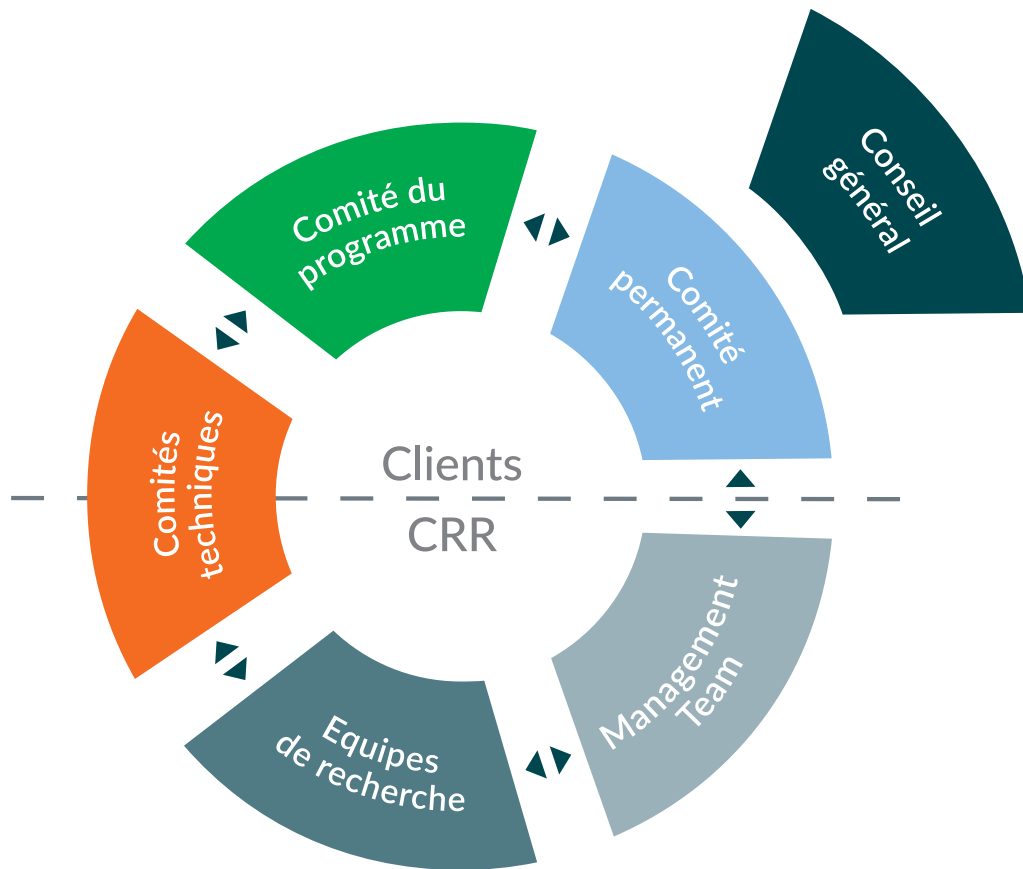 Conseil
général
Comité du
programme
Comité
permanent
Comités
techniques
Clients
CRR
Management
Team
Equipes
de recherche